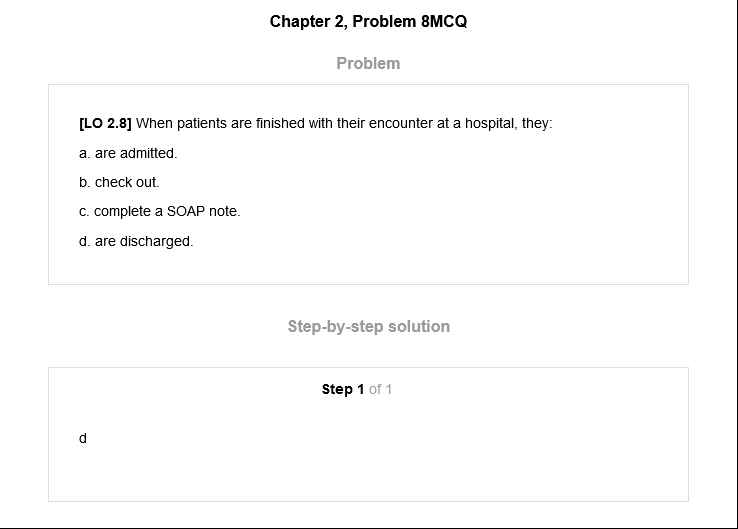 Chapter 2, Problem 8MCQ
Problem
[LO 2.8] When patients are finished with their encounter at a hospital, they:
a. are admitted.
b. check out.
c. complete a SOAP note.
d. are discharged.
Step-by-step solution
Step 1 of 1
d